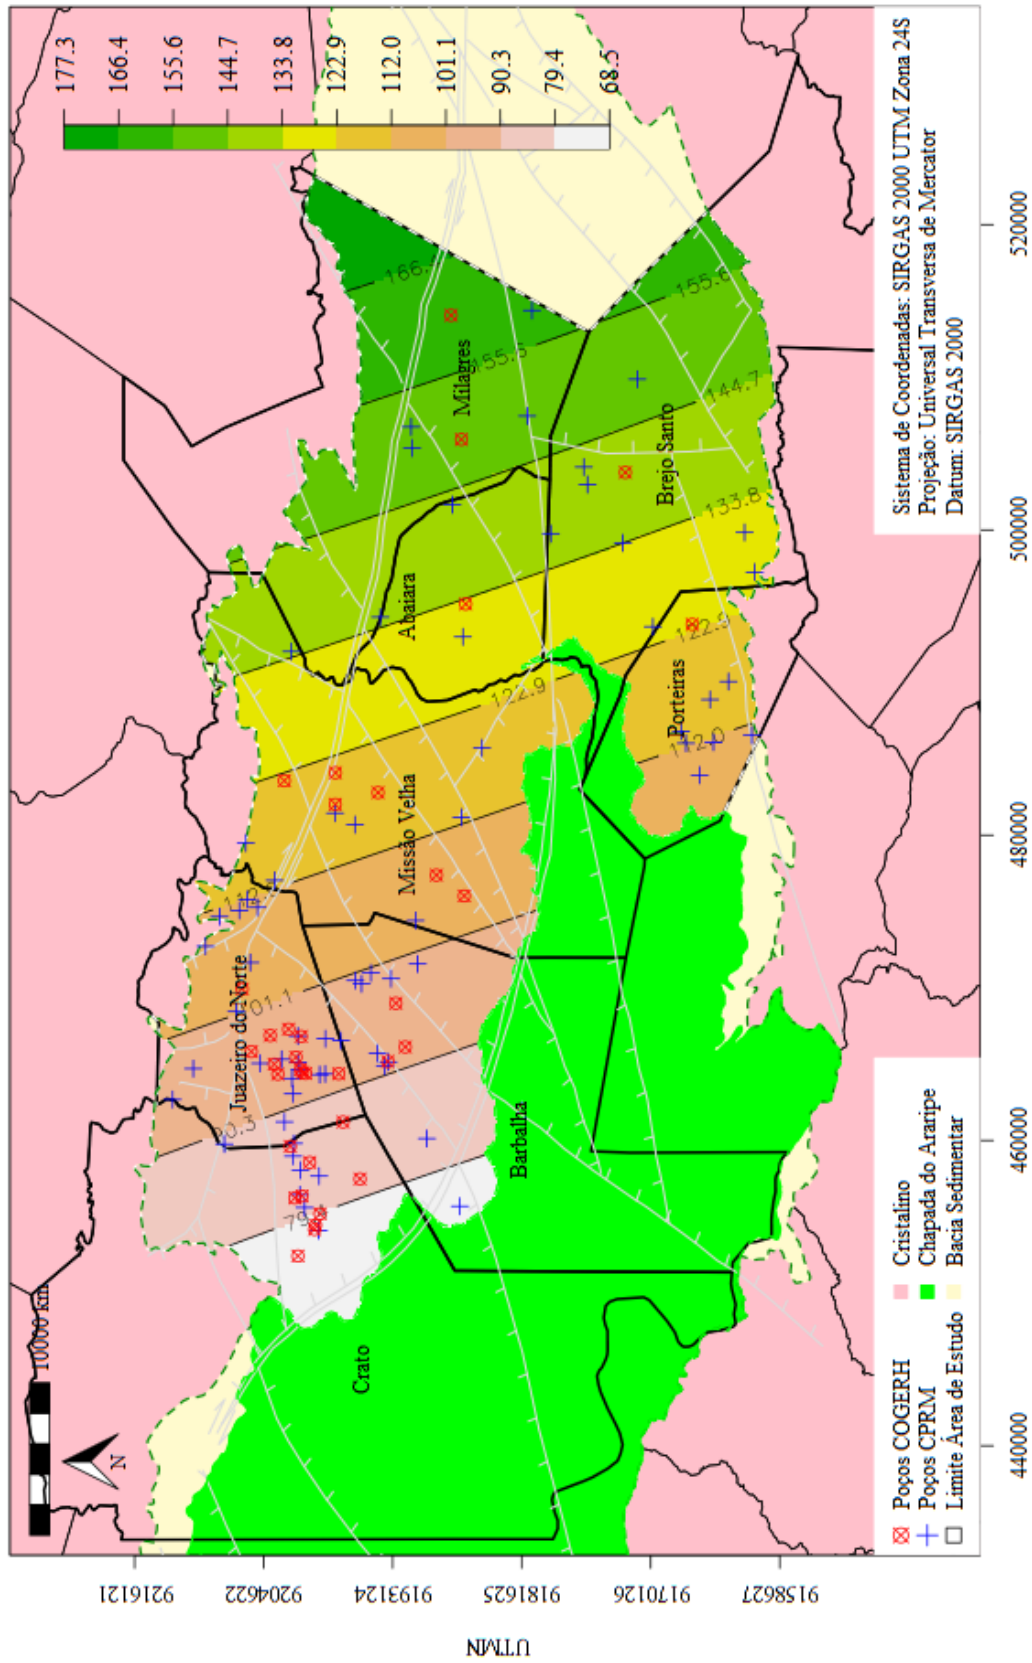 10000 km
N
177.3
166.4
155.6
144.7
133.8
122.9
112.0
101.1
90.3
79.4
68.5
166.
155.6
155.6
144.7
133.8
122.9
122.9
112.0
101.1
90.3
79.
Crato
Juazeiro do Norte
Barbalha
Missão Velha
Abaiara
Milagres
Porteiras
Brejo Santo
Poços COGERH
Poços CPRM
Limite Área de Estudo
Cristalino
Chapada do Araripe
Bacia Sedimentar
Sistema de Coordenadas: SIRGAS 2000 UTM Zona 24S
Projeção: Universal Transversa de Mercator
Datum: SIRGAS 2000
440000
460000
480000
500000
520000
9216121
9204622
9193124
9181625
9170126
9158627
UTMN